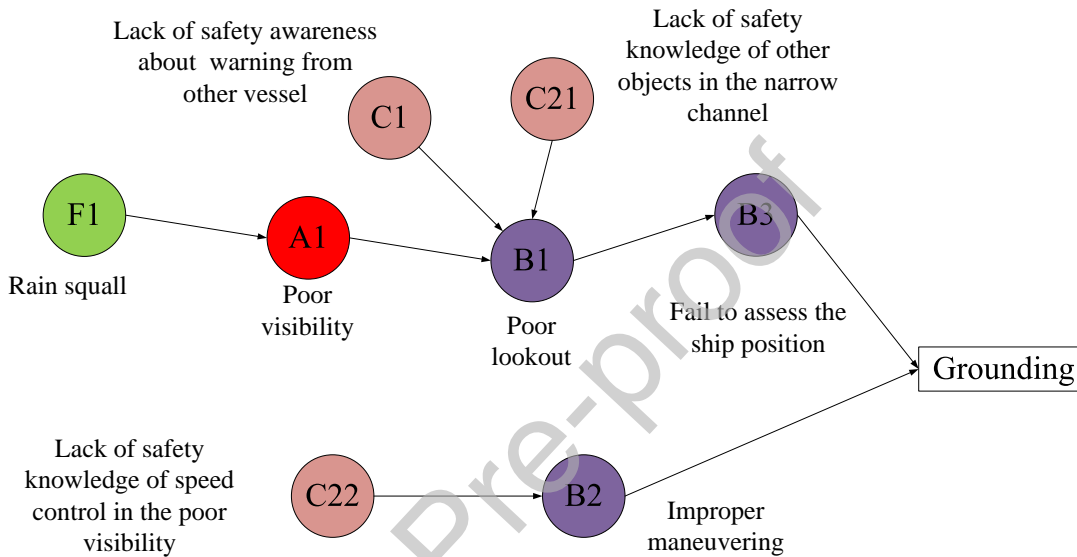 Lack of safety awareness
about warning from
other vessel
Lack of safety
knowledge of other
objects in the narrow
channel
C1
C21
F1
A1
B1
B3
Rain squall
Poor
visibility
Poor
lookout
Fail to assess the
ship position
Grounding
Lack of safety
knowledge of speed
control in the poor
visibility
C22
B2
Improper
maneuvering
Pre-proof